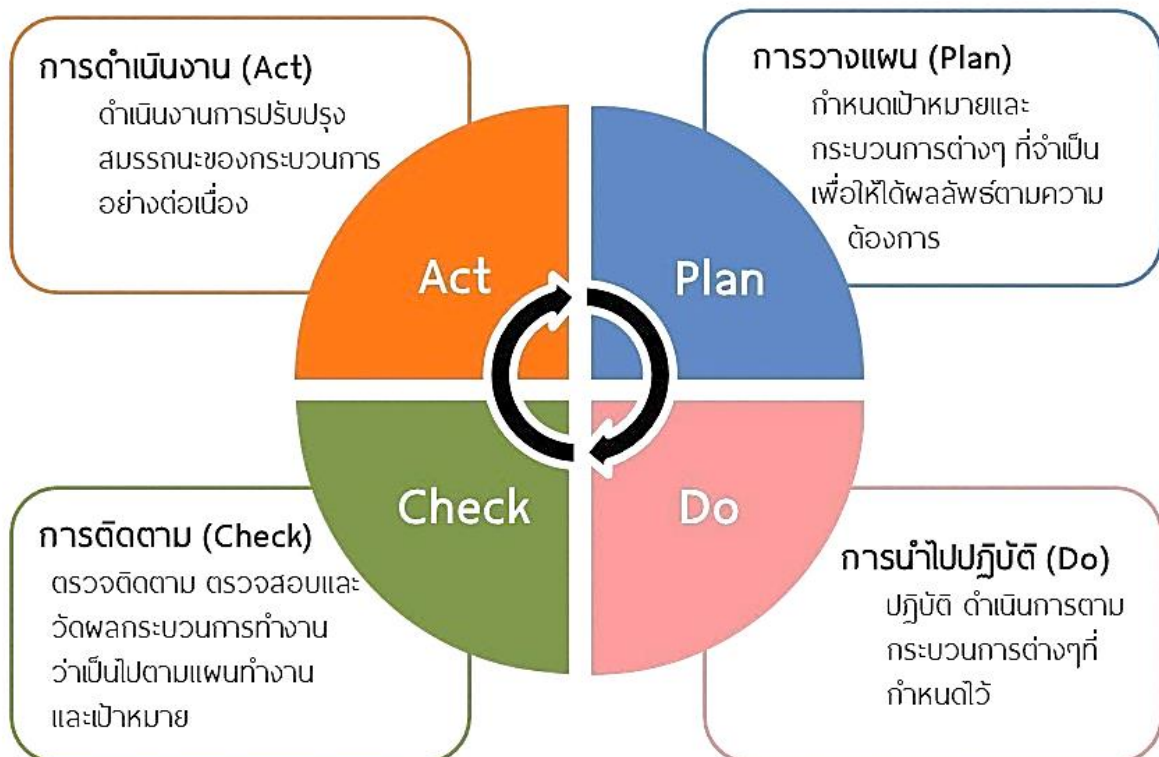 การดำเนินงาน (Act)
ดำเนินงานการปรับปรุง
สมรรถนะของกระบวนการ
อย่างต่อเนื่อง
การวางแผน (Plan)
กำหนดเป้าหมายและ
กระบวนการต่างๆ ที่จำเป็น
เพื่อให้ได้ผลลัพธ์ตามความ
ต้องการ
Act
Plan
Check
Do
การติดตาม (Check)
ตรวจติดตาม ตรวจสอบและ
วัดผลกระบวนการทำงาน
ว่าเป็นไปตามแผนทำงาน
และเป้าหมาย
การนำไปปฏิบัติ (Do)
ปฏิบัติ ดำเนินการตาม
กระบวนการต่างๆที่
กำหนดไว้